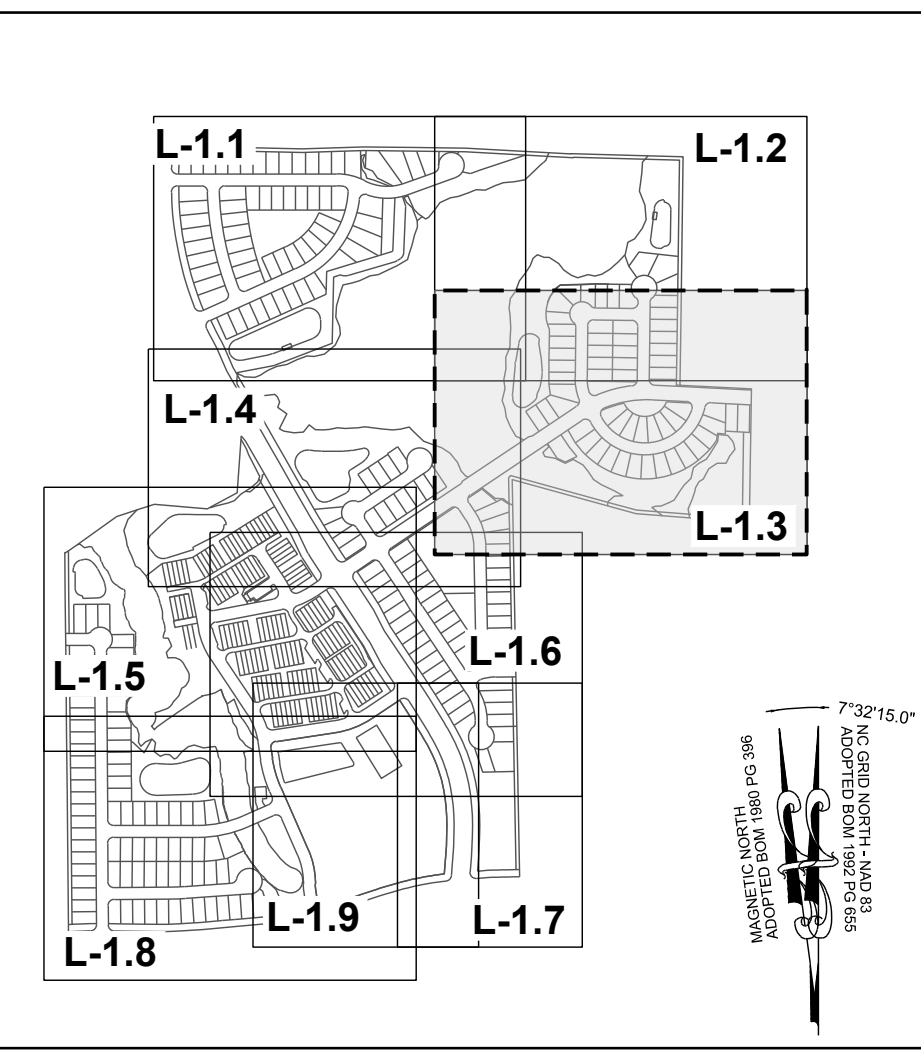 L-1.1
L-1.2
L-1.4
L-1.3
L-1.6
L-1.5
7°32'15.0"
MAGNETIC NORTH
ADOPTED BOM 1980 PG 396
NC GRID NORTH - NAD 83
ADOPTED BOM 1992 PG 655
L-1.9
L-1.7
L-1.8